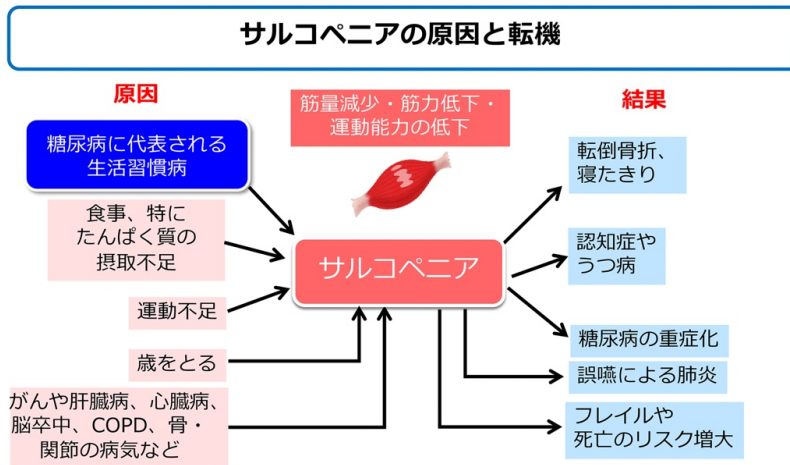 サルコペニアの原因と転機
原因
糖尿病に代表される
生活習慣病
食事、特に
たんぱく質の
摂取不足
運動不足
歳をとる
がんや肝臓病、心臓病、
脳卒中、COPD、骨・
関節の病気など
筋量減少・筋力低下・
運動能力の低下
サルコペニア
結果
転倒骨折、
寝たきり
認知症や
うつ病
糖尿病の重症化
誤嚥による肺炎
フレイルや
死亡のリスク増大